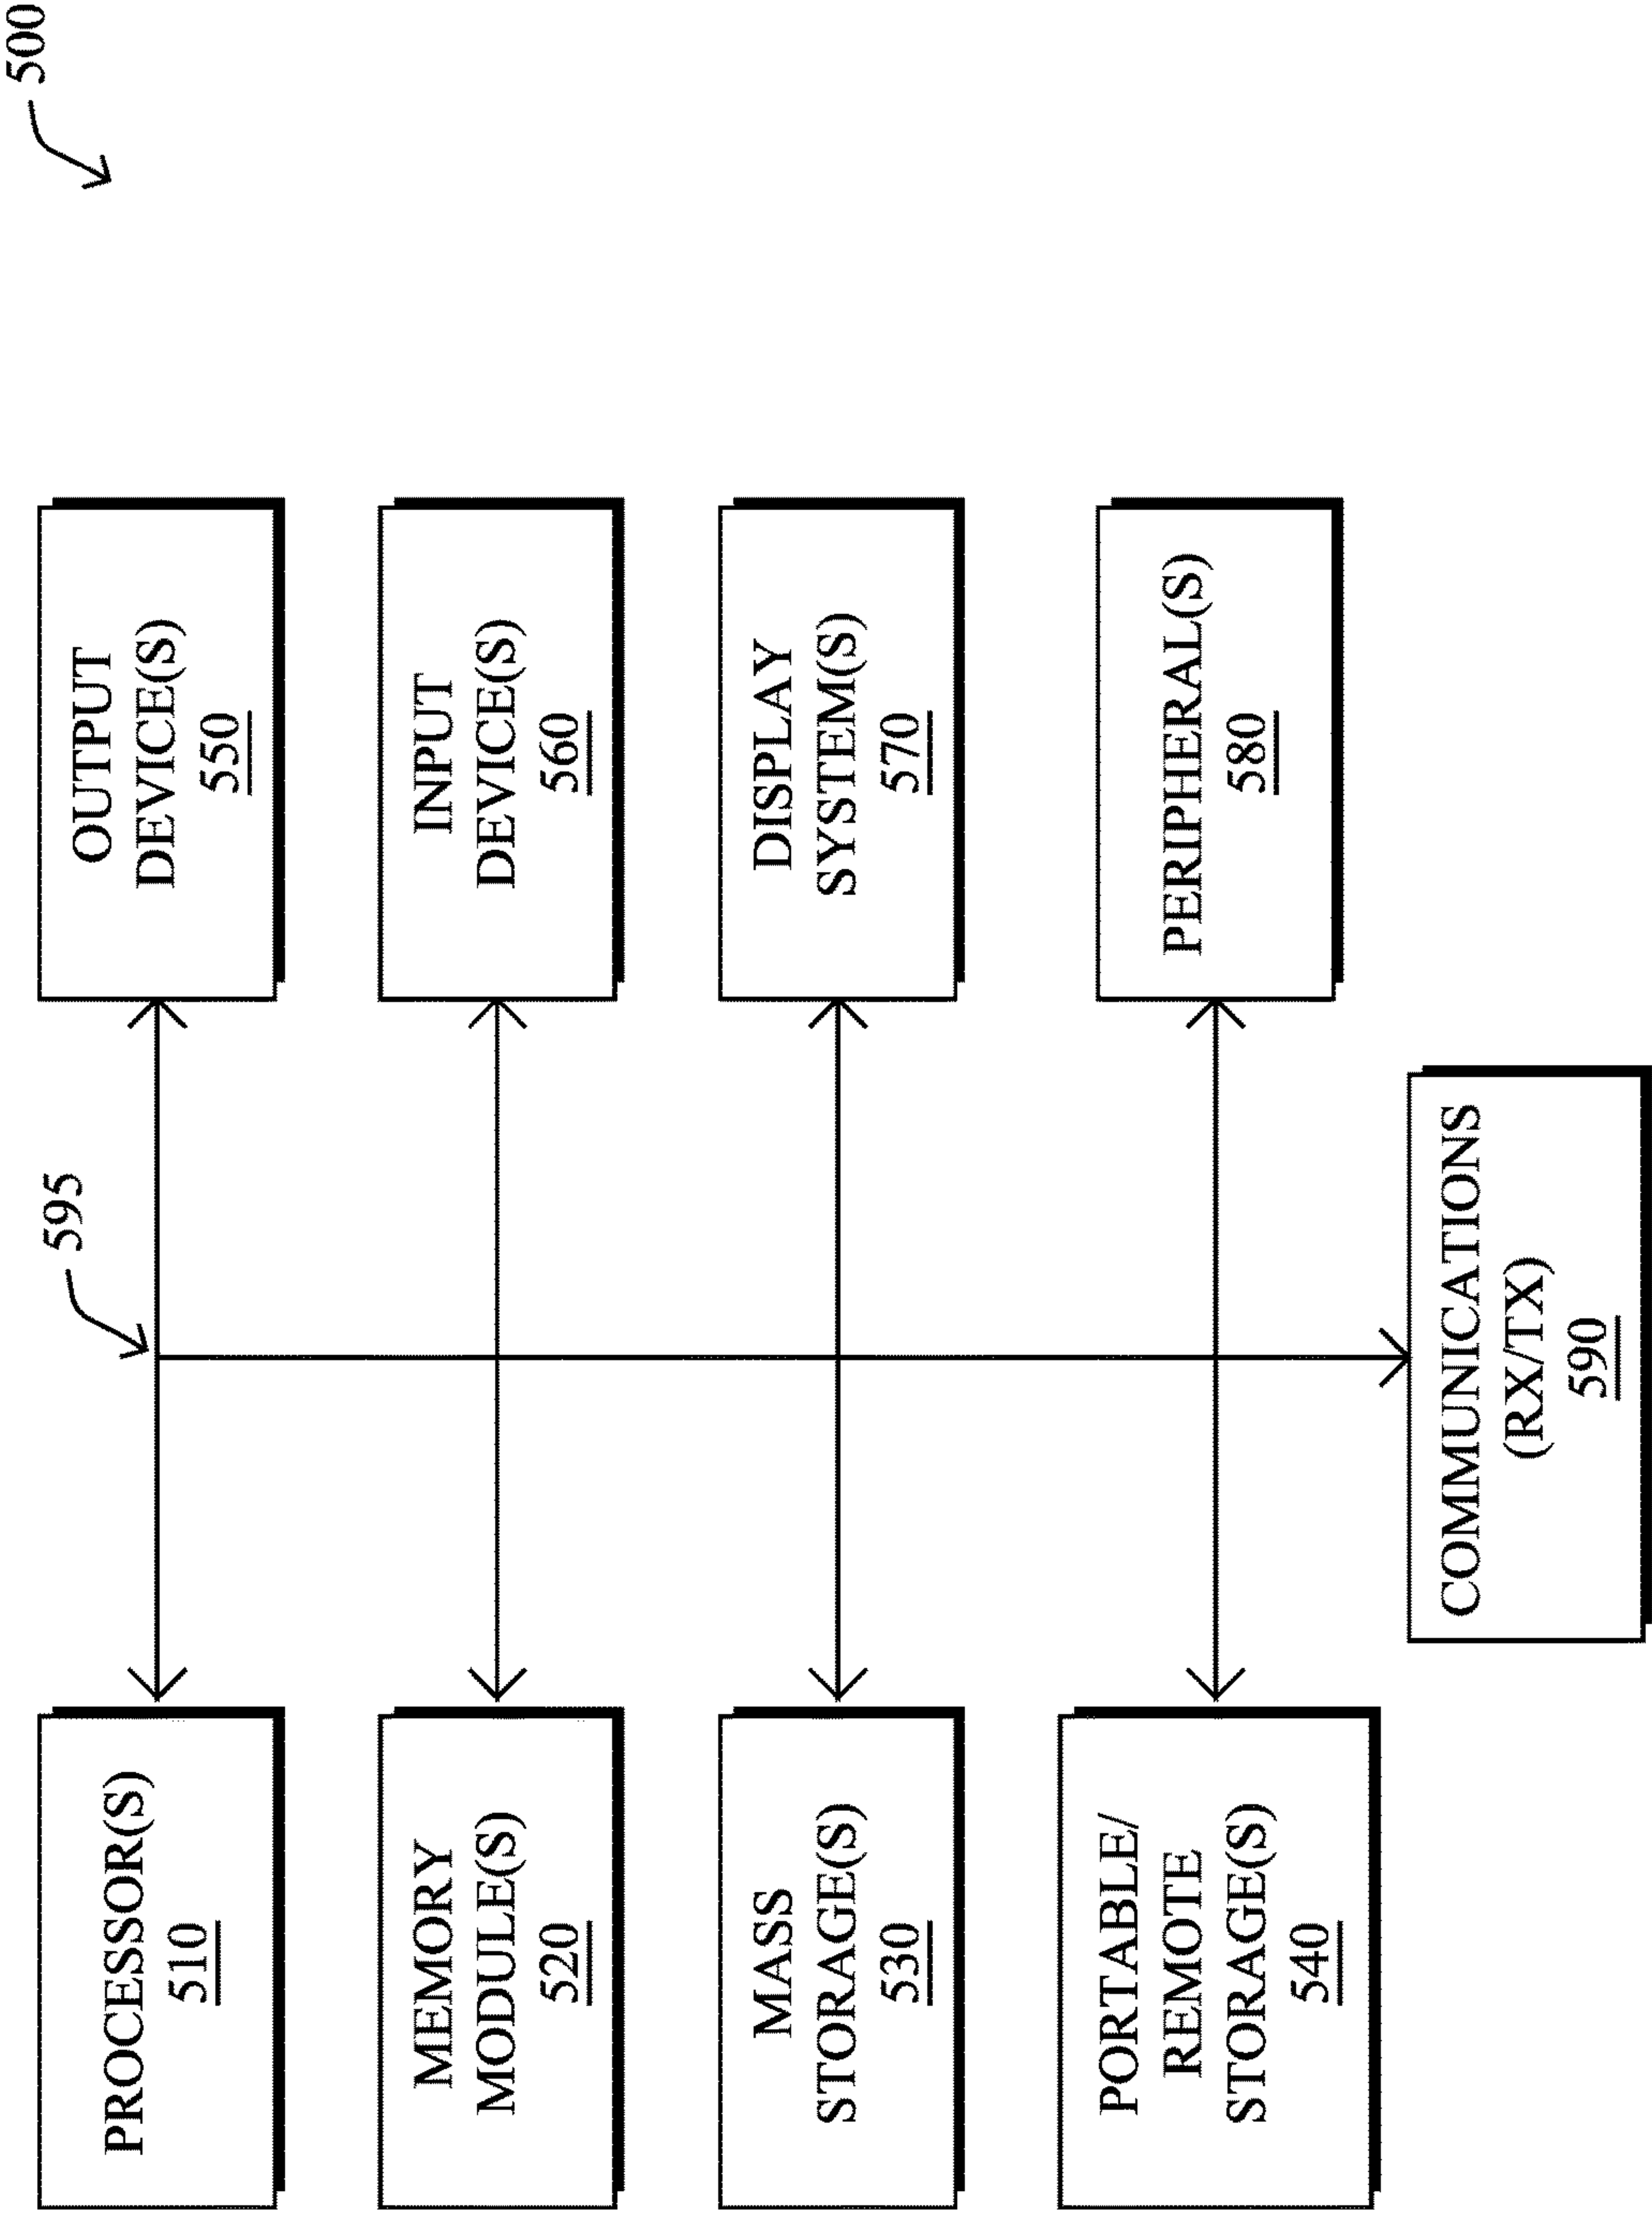 500
595
PROCESSOR(S)
510
OUTPUT
DEVICE(S)
550
MEMORY
MODULE(S)
520
INPUT
DEVICE(S)
560
MASS
STORAGE(S)
530
DISPLAY
SYSTEM(S)
570
PORTABLE/
REMOTE
STORAGE(S)
540
PERIPHERAL(S)
580
COMMUNICATIONS
(RX/TX)
590